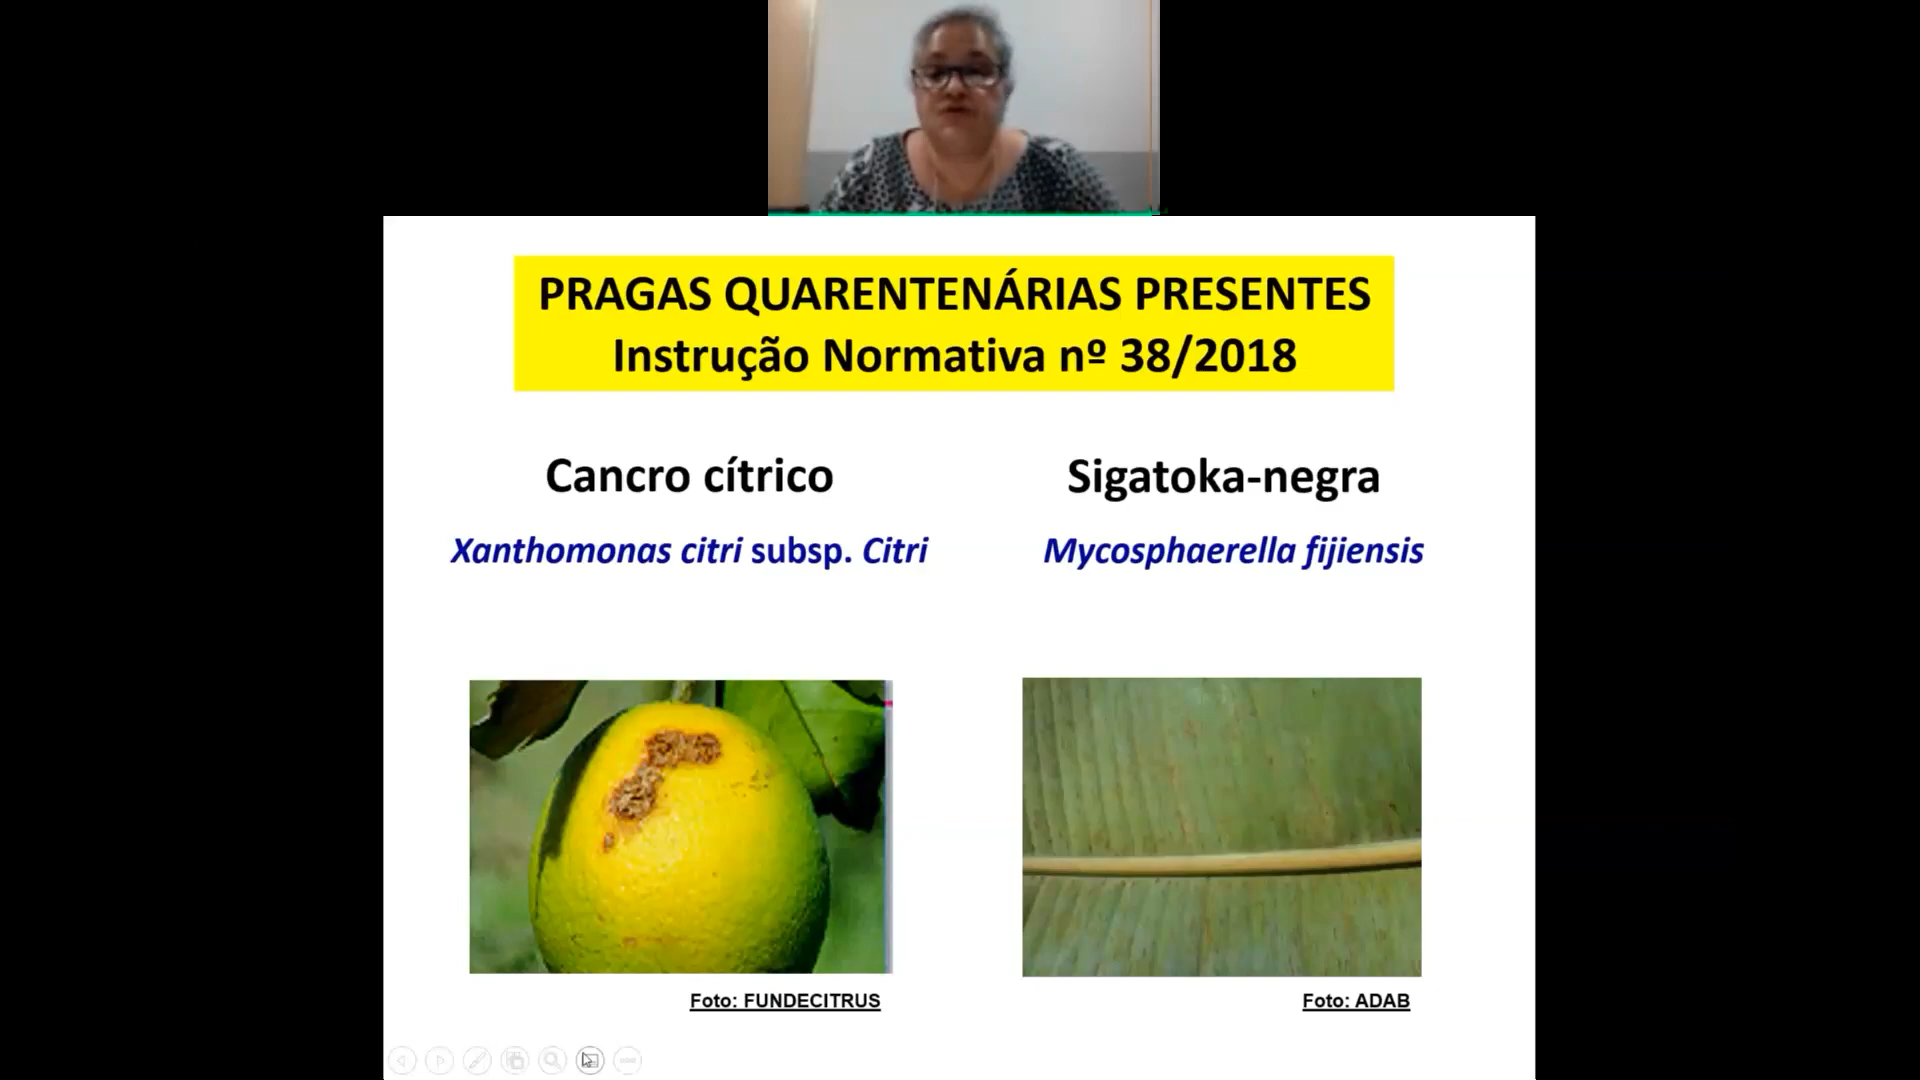 PRAGAS QUARENTENÁRIAS PRESENTES
Instrução Normativa nº 38/2018
Cancro cítrico
Xanthomonas citri subsp. Citri
Sigatoka-negra
Mycosphaerella fijiensis
Foto: FUNDECITRUS
Foto: ADAB